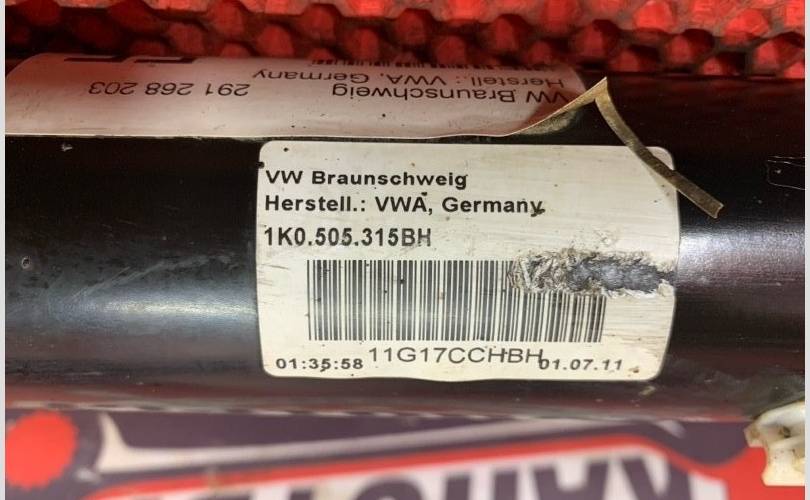 VW Braunschweig
Herstell.: VWA, Germany
291 268 203
VW Braunschweig
Herstell.: VWA, Germany
1K0.505.315BH
11G17CCHBH
01:35:58
01.07.11